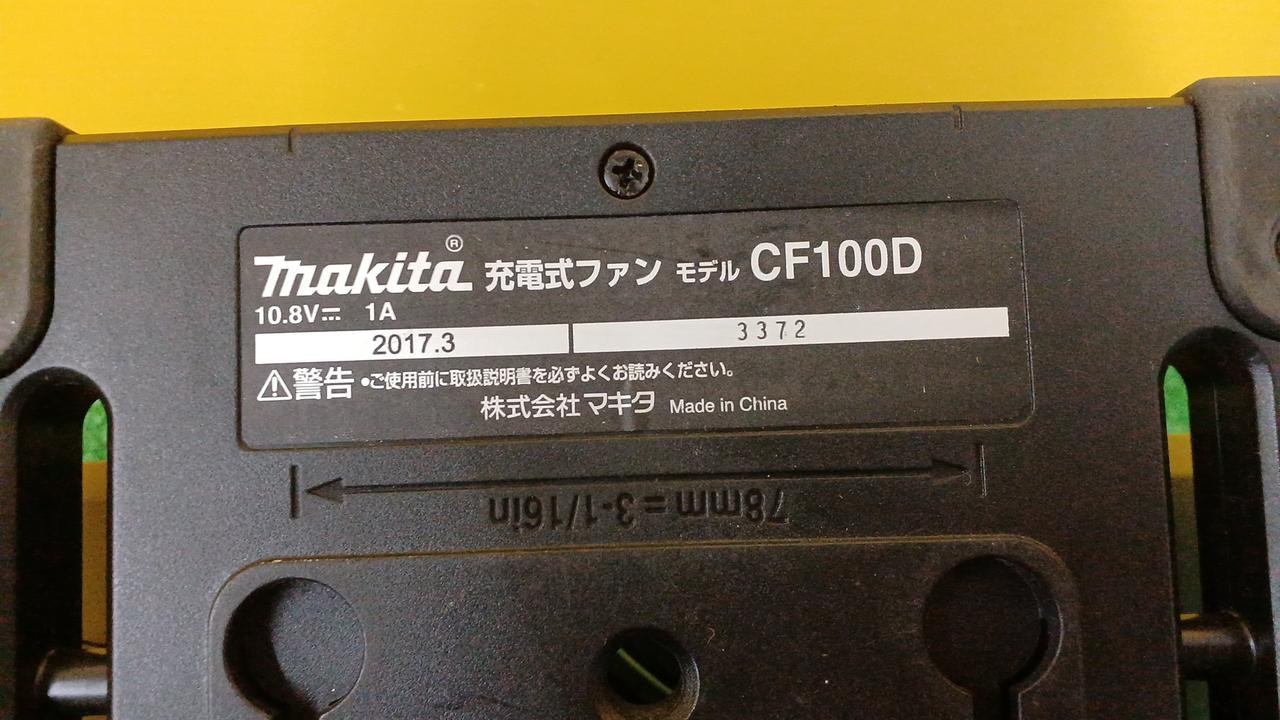 makita® 充電式ファン モデル CF100D
10.8V⎓ 1A
2017.3 3372
⚠警告 •ご使用前に取扱説明書を必ずよくお読みください。
株式会社マキタ Made in China
78mm=3-1/16in